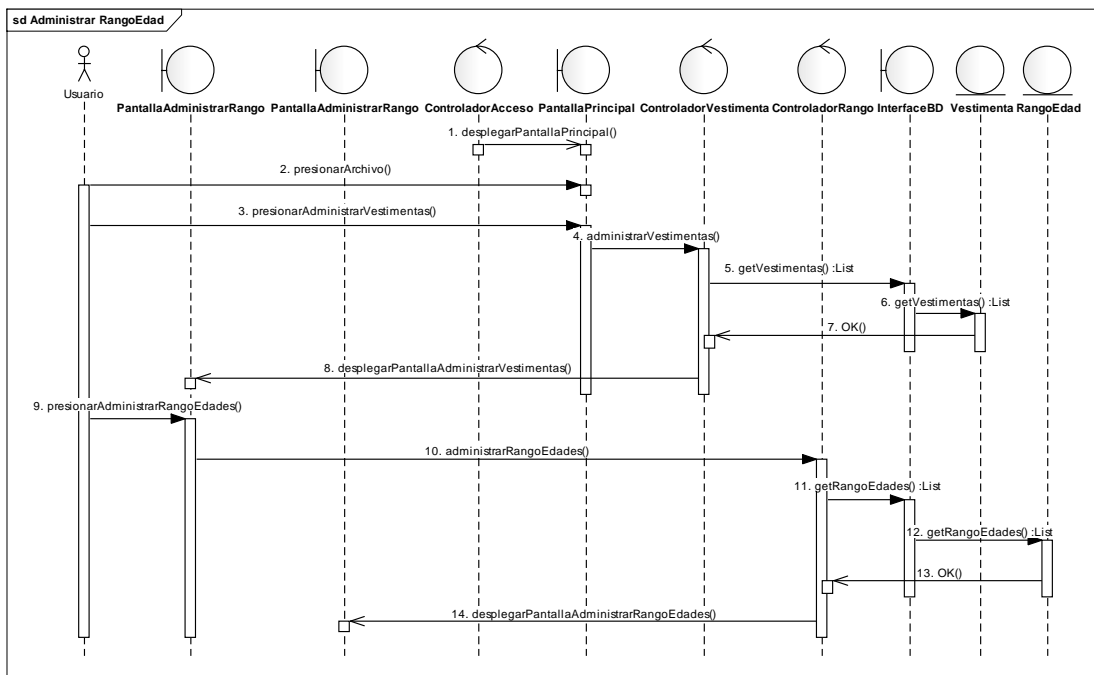 sd Administrar RangoEdad
Usuario
PantallaAdministrarRango
PantallaAdministrarRango
ControladorAcceso
PantallaPrincipal
ControladorVestimenta
ControladorRango
InterfaceBD
Vestimenta
RangoEdad
1. desplegarPantallaPrincipal()
2. presionarArchivo()
3. presionarAdministrarVestimentas()
4. administrarVestimentas()
5. getVestimentas() :List
6. getVestimentas() :List
7. OK()
8. desplegarPantallaAdministrarVestimentas()
9. presionarAdministrarRangoEdades()
10. administrarRangoEdades()
11. getRangoEdades() :List
12. getRangoEdades() :List
13. OK()
14. desplegarPantallaAdministrarRangoEdades()